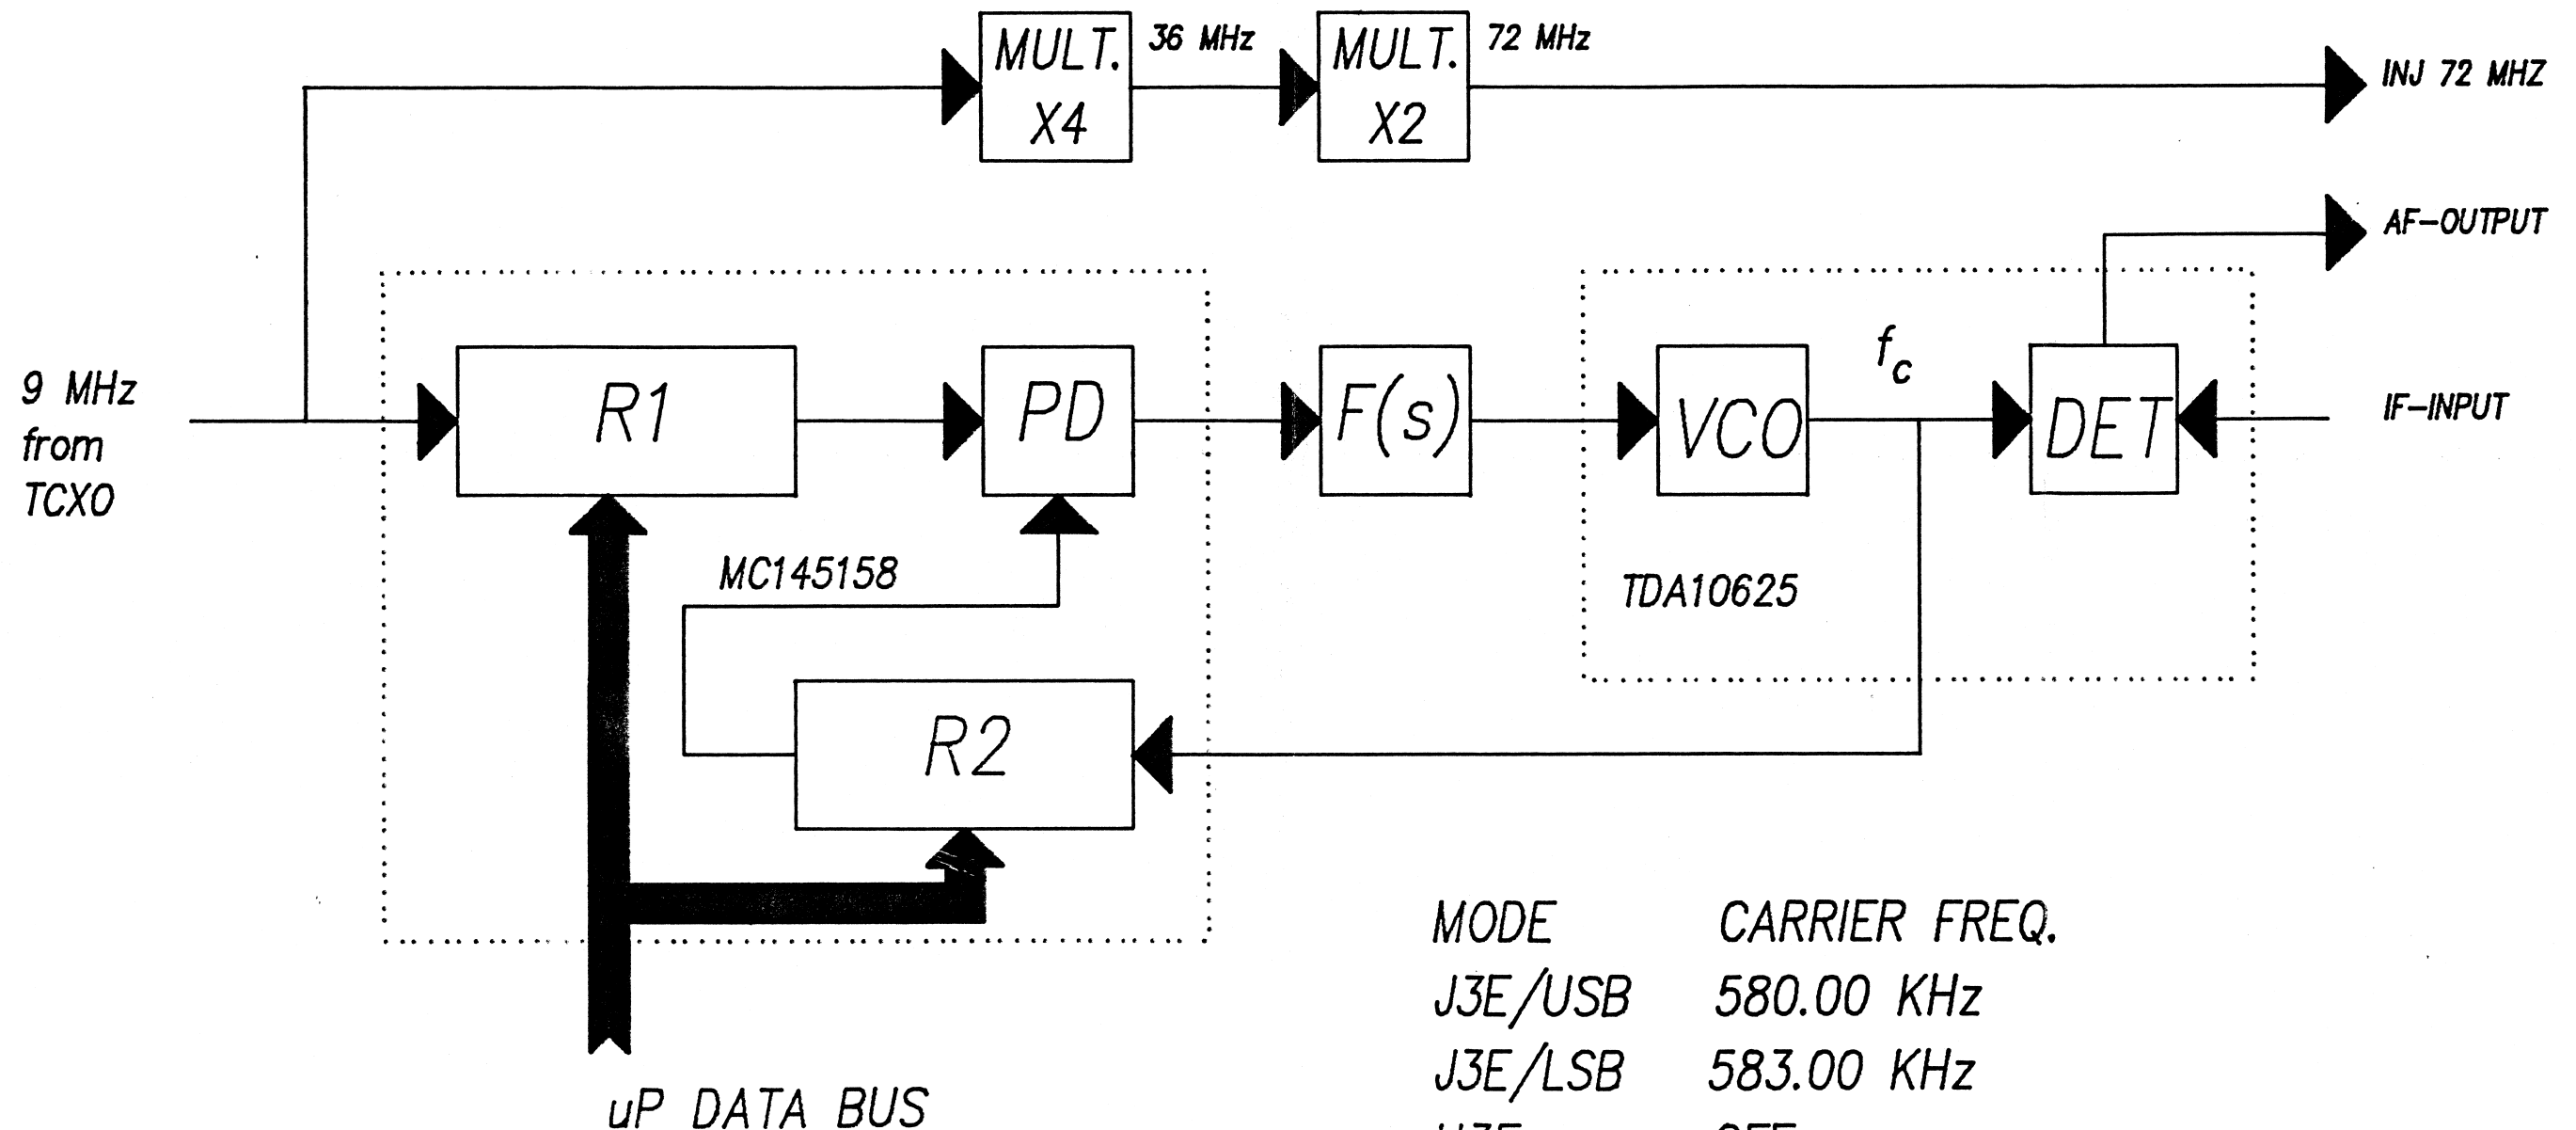 MULT.
X4
36 MHz
MULT.
X2
72 MHz
INJ 72 MHZ
AF-OUTPUT
9 MHz
from
TCXO
R1
PD
F(s)
VCO
fc
DET
IF-INPUT
MC145158
TDA10625
R2
MODE CARRIER FREQ.
J3E/USB 580.00 KHz
J3E/LSB 583.00 KHz
uP DATA BUS